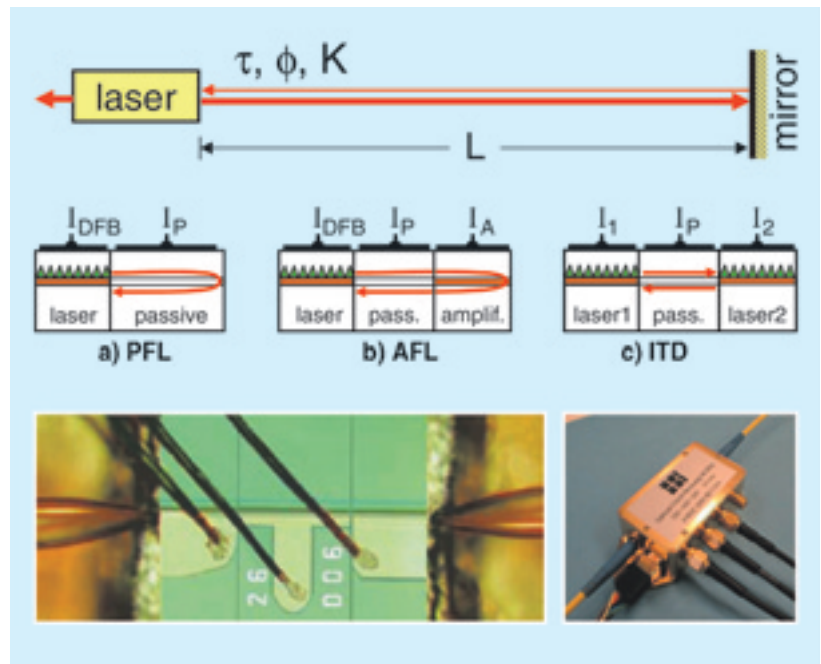 τ, ϕ, K
laser
mirror
L
I_DFB I_P
laser passive
a) PFL
I_DFB I_P I_A
laser pass. amplif.
b) AFL
I_1 I_P I_2
laser1 pass. laser2
c) ITD
26
006